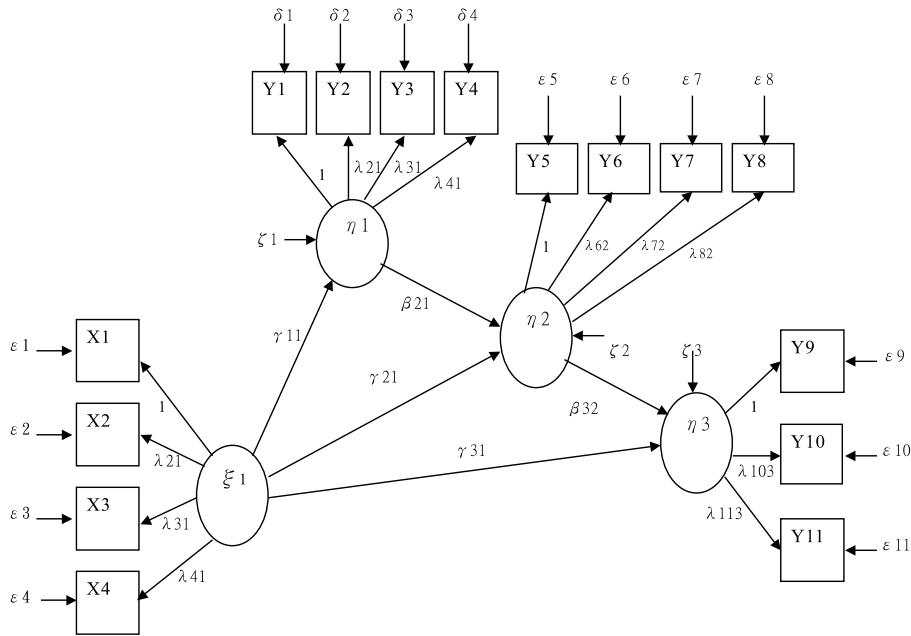 δ1 δ2 δ3 δ4
Y1 Y2 Y3 Y4
ε5 ε6 ε7 ε8
Y5 Y6 Y7 Y8
1 λ21 λ31 λ41
η1
ζ1
1 λ62 λ72 λ82
β21
η2
ζ2
γ11
γ21
X1
ε1
1
X2
ε2
λ21
X3
ε3
λ31
X4
ε4
λ41
ξ1
γ31
β32
ζ3
η3
Y9
ε9
1
Y10
ε10
λ103
λ113
Y11
ε11